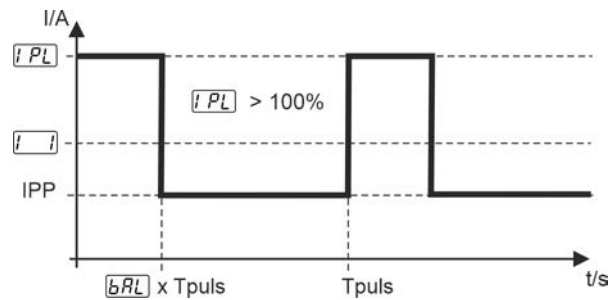 I/A
IPL
IPL > 100%
I 1
IPP
bAL x Tpuls
Tpuls
t/s